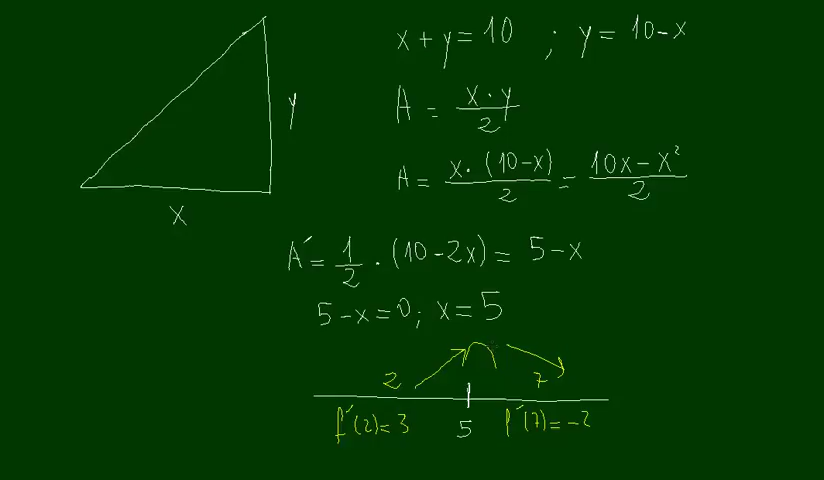 x + y = 10 ; y = 10 - x
y
A = x · y / 2
A = x · (10 - x) / 2 = 10x - x² / 2
x
A´ = 1/2 · (10 - 2x) = 5 - x
5 - x = 0 ; x = 5
2 7
f´(2) = 3 5 f´(7) = -2